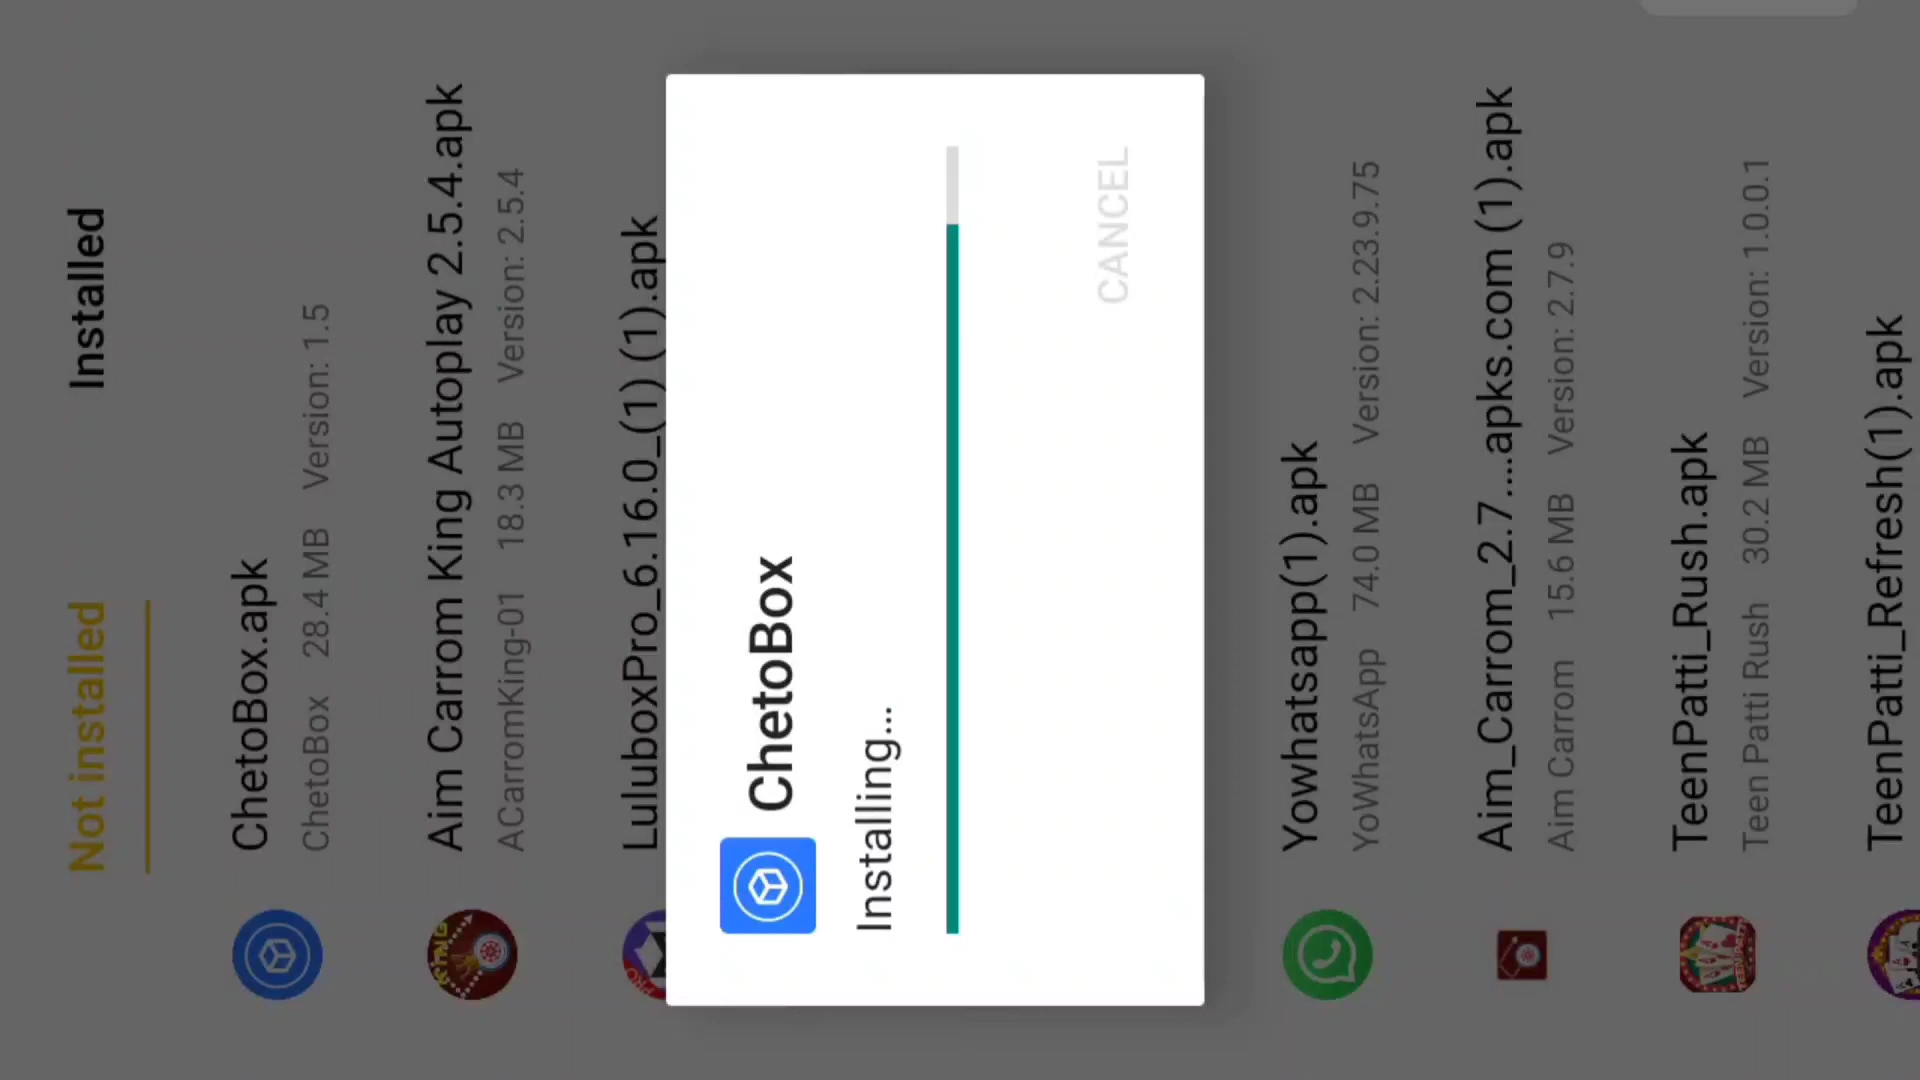 Not installed
Installed
ChetoBox.apk
ChetoBox 28.4 MB Version: 1.5
Aim Carrom King Autoplay 2.5.4.apk
ACarromKing-01 18.3 MB Version: 2.5.4
LuluboxPro_6.16.0_(1) (1).apk
ChetoBox
Installing...
CANCEL
Yowhatsapp(1).apk
YoWhatsApp 74.0 MB Version: 2.23.9.75
Aim_Carrom_2.7....apks.com (1).apk
Aim Carrom 15.6 MB Version: 2.7.9
TeenPatti_Rush.apk
Teen Patti Rush 30.2 MB Version: 1.0.0.1
TeenPatti_Refresh(1).apk